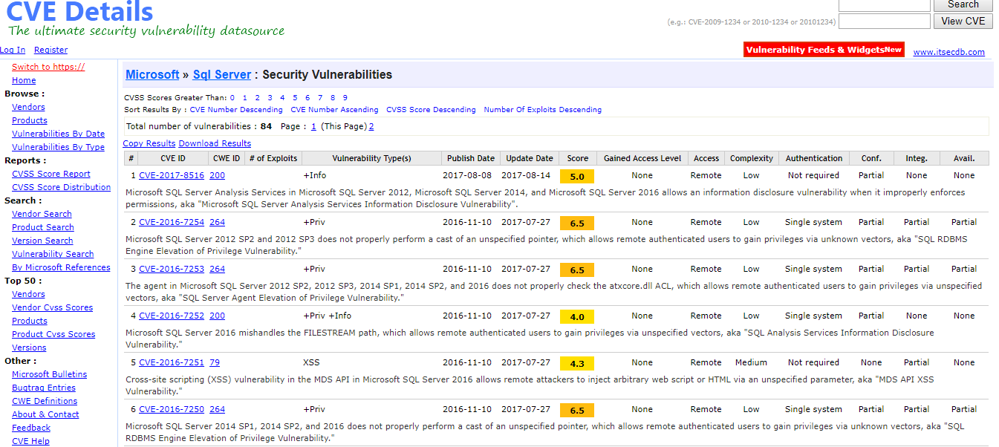 CVE Details
The ultimate security vulnerability datasource
Search
(e.g.: CVE-2009-1234 or 2010-1234 or 20101234)
View CVE
Log In Register
Vulnerability Feeds & WidgetsNew www.itsecdb.com
Switch to https://
Home
Browse :
Vendors
Products
Vulnerabilities By Date
Vulnerabilities By Type
Reports :
CVSS Score Report
CVSS Score Distribution
Search :
Vendor Search
Product Search
Version Search
Vulnerability Search
By Microsoft References
Top 50 :
Vendors
Vendor Cvss Scores
Products
Product Cvss Scores
Versions
Other :
Microsoft Bulletins
Bugtraq Entries
CWE Definitions
About & Contact
Feedback
CVE Help
Microsoft » Sql Server : Security Vulnerabilities
CVSS Scores Greater Than: 0 1 2 3 4 5 6 7 8 9
Sort Results By : CVE Number Descending CVE Number Ascending CVSS Score Descending Number Of Exploits Descending
Total number of vulnerabilities : 84 Page : 1 (This Page) 2
Copy Results Download Results
# CVE ID CWE ID # of Exploits Vulnerability Type(s) Publish Date Update Date Score Gained Access Level Access Complexity Authentication Conf. Integ. Avail.
1 CVE-2017-8516 200 +Info 2017-08-08 2017-08-14 5.0 None Remote Low Not required Partial None None
Microsoft SQL Server Analysis Services in Microsoft SQL Server 2012, Microsoft SQL Server 2014, and Microsoft SQL Server 2016 allows an information disclosure vulnerability when it improperly enforces
permissions, aka "Microsoft SQL Server Analysis Services Information Disclosure Vulnerability".
2 CVE-2016-7254 264 +Priv 2016-11-10 2017-07-27 6.5 None Remote Low Single system Partial Partial Partial
Microsoft SQL Server 2012 SP2 and 2012 SP3 does not properly perform a cast of an unspecified pointer, which allows remote authenticated users to gain privileges via unknown vectors, aka "SQL RDBMS
Engine Elevation of Privilege Vulnerability."
3 CVE-2016-7253 264 +Priv 2016-11-10 2017-07-27 6.5 None Remote Low Single system Partial Partial Partial
The agent in Microsoft SQL Server 2012 SP2, 2012 SP3, 2014 SP1, 2014 SP2, and 2016 does not properly check the atxcore.dll ACL, which allows remote authenticated users to gain privileges via unspecified
vectors, aka "SQL Server Agent Elevation of Privilege Vulnerability."
4 CVE-2016-7252 200 +Priv +Info 2016-11-10 2017-07-27 4.0 None Remote Low Single system Partial None None
Microsoft SQL Server 2016 mishandles the FILESTREAM path, which allows remote authenticated users to gain privileges via unspecified vectors, aka "SQL Analysis Services Information Disclosure
Vulnerability."
5 CVE-2016-7251 79 XSS 2016-11-10 2017-07-27 4.3 None Remote Medium Not required None Partial None
Cross-site scripting (XSS) vulnerability in the MDS API in Microsoft SQL Server 2016 allows remote attackers to inject arbitrary web script or HTML via an unspecified parameter, aka "MDS API XSS
Vulnerability."
6 CVE-2016-7250 264 +Priv 2016-11-10 2017-07-27 6.5 None Remote Low Single system Partial Partial Partial
Microsoft SQL Server 2014 SP1, 2014 SP2, and 2016 does not properly perform a cast of an unspecified pointer, which allows remote authenticated users to gain privileges via unknown vectors, aka "SQL
RDBMS Engine Elevation of Privilege Vulnerability."